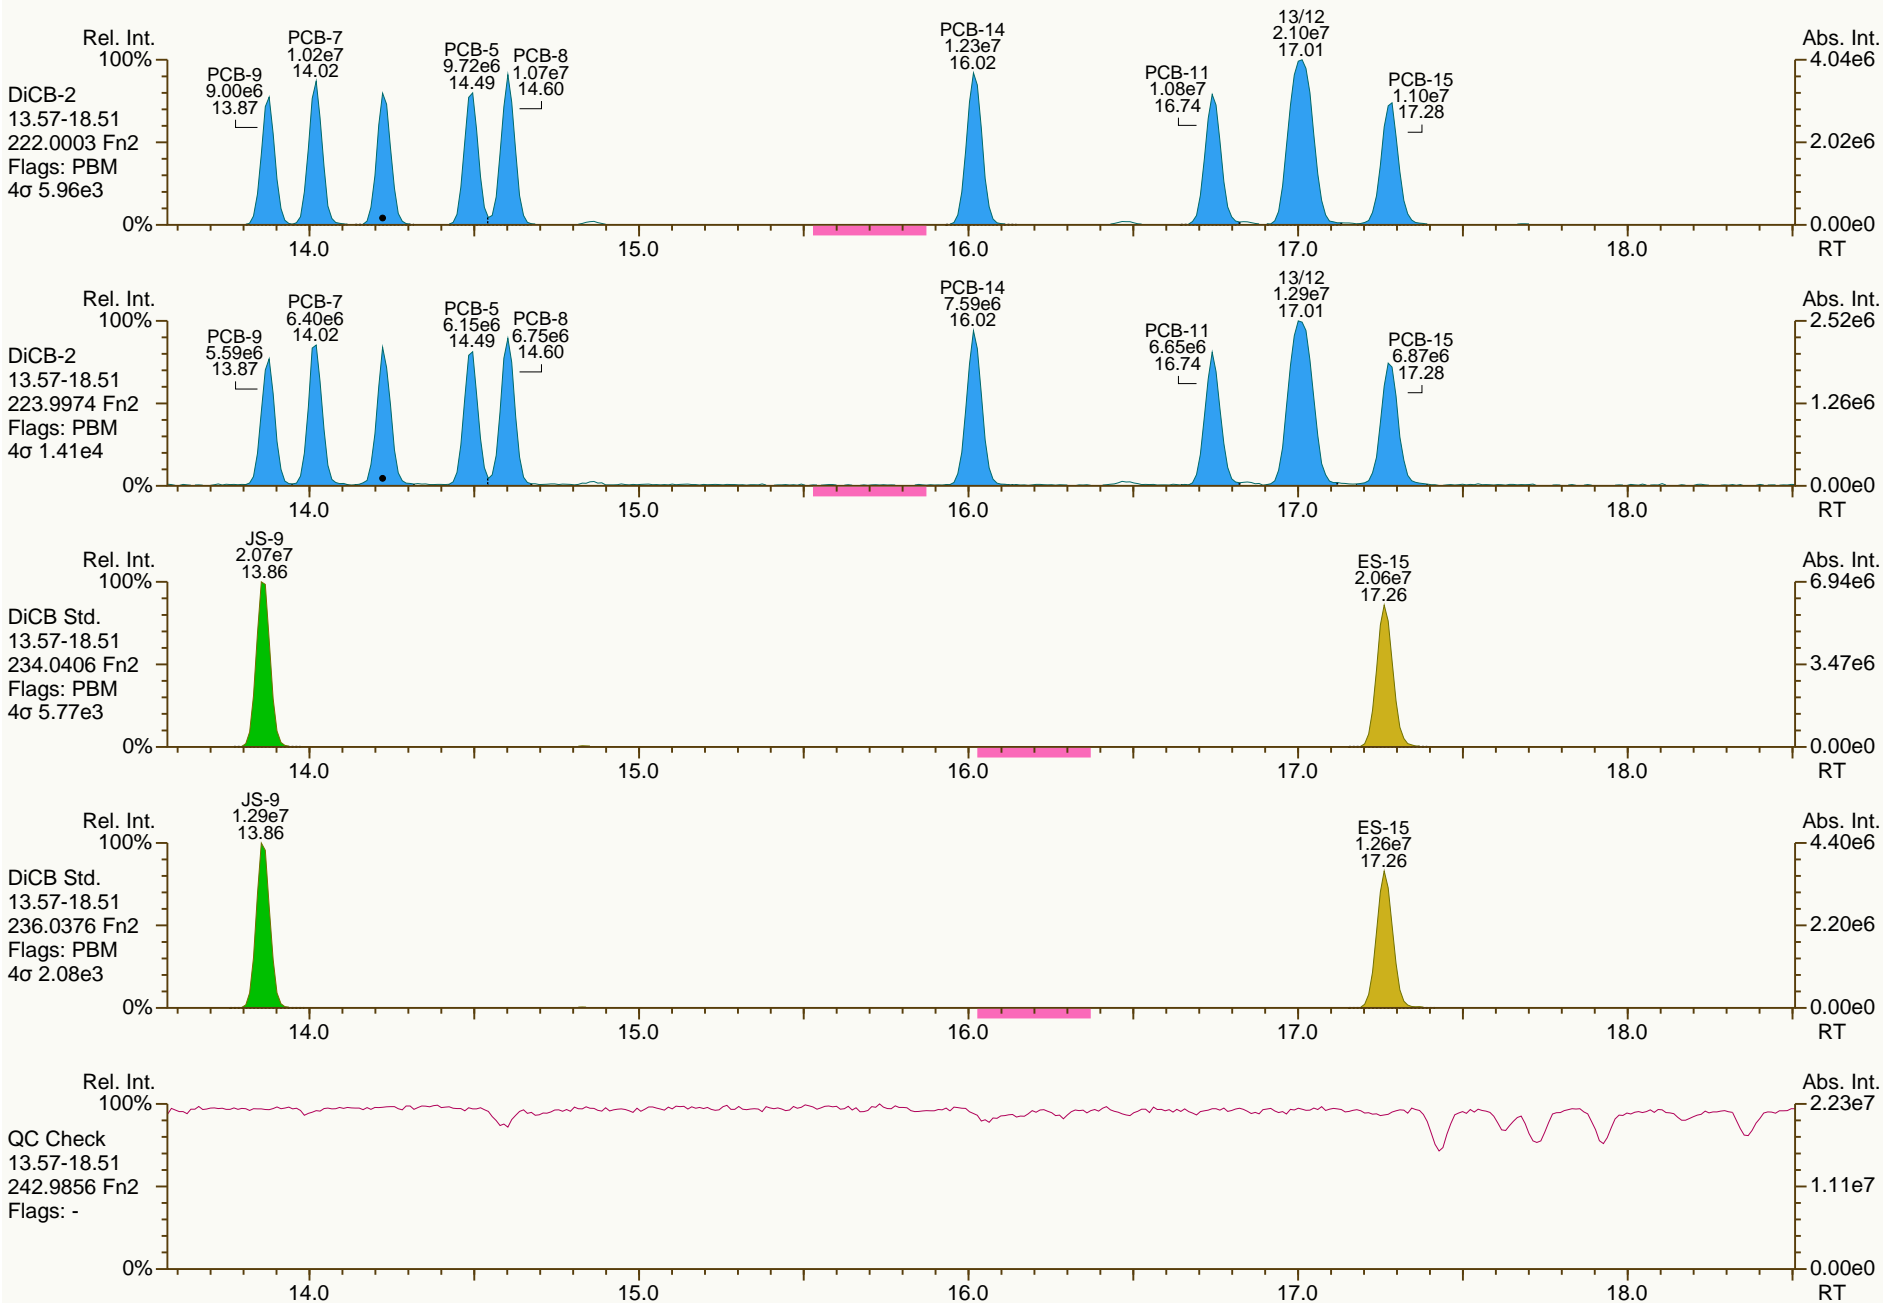 Rel. Int.
100%
0%
DiCB-2
13.57-18.51
222.0003 Fn2
Flags: PBM
4σ 5.96e3
PCB-9
9.00e6
13.87
PCB-7
1.02e7
14.02
PCB-5
9.72e6
14.49
PCB-8
1.07e7
14.60
PCB-14
1.23e7
16.02
PCB-11
1.08e7
16.74
13/12
2.10e7
17.01
PCB-15
1.10e7
17.28
Abs. Int.
4.04e6
2.02e6
0.00e0
14.0 15.0 16.0 17.0 18.0 RT
Rel. Int.
100%
0%
DiCB-2
13.57-18.51
223.9974 Fn2
Flags: PBM
4σ 1.41e4
PCB-9
5.59e6
13.87
PCB-7
6.40e6
14.02
PCB-5
6.15e6
14.49
PCB-8
6.75e6
14.60
PCB-14
7.59e6
16.02
PCB-11
6.65e6
16.74
13/12
1.29e7
17.01
PCB-15
6.87e6
17.28
Abs. Int.
2.52e6
1.26e6
0.00e0
14.0 15.0 16.0 17.0 18.0 RT
Rel. Int.
100%
0%
DiCB Std.
13.57-18.51
234.0406 Fn2
Flags: PBM
4σ 5.77e3
JS-9
2.07e7
13.86
ES-15
2.06e7
17.26
Abs. Int.
6.94e6
3.47e6
0.00e0
14.0 15.0 16.0 17.0 18.0 RT
Rel. Int.
100%
0%
DiCB Std.
13.57-18.51
236.0376 Fn2
Flags: PBM
4σ 2.08e3
JS-9
1.29e7
13.86
ES-15
1.26e7
17.26
Abs. Int.
4.40e6
2.20e6
0.00e0
14.0 15.0 16.0 17.0 18.0 RT
Rel. Int.
100%
0%
QC Check
13.57-18.51
242.9856 Fn2
Flags: -
Abs. Int.
2.23e7
1.11e7
0.00e0
14.0 15.0 16.0 17.0 18.0 RT